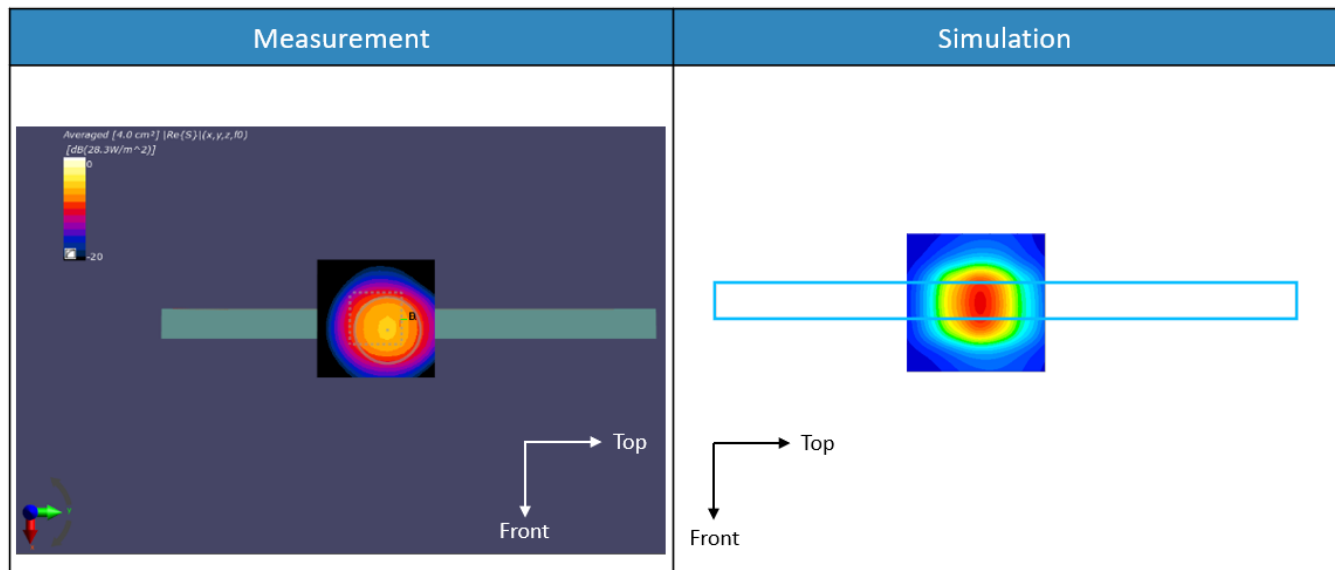 Measurement
Simulation
Averaged [4.0 cm²] |Re{S}|(x,y,z,f0)
[dB(28.3W/m^2)]
0
-20
Top
Front
Top
Front